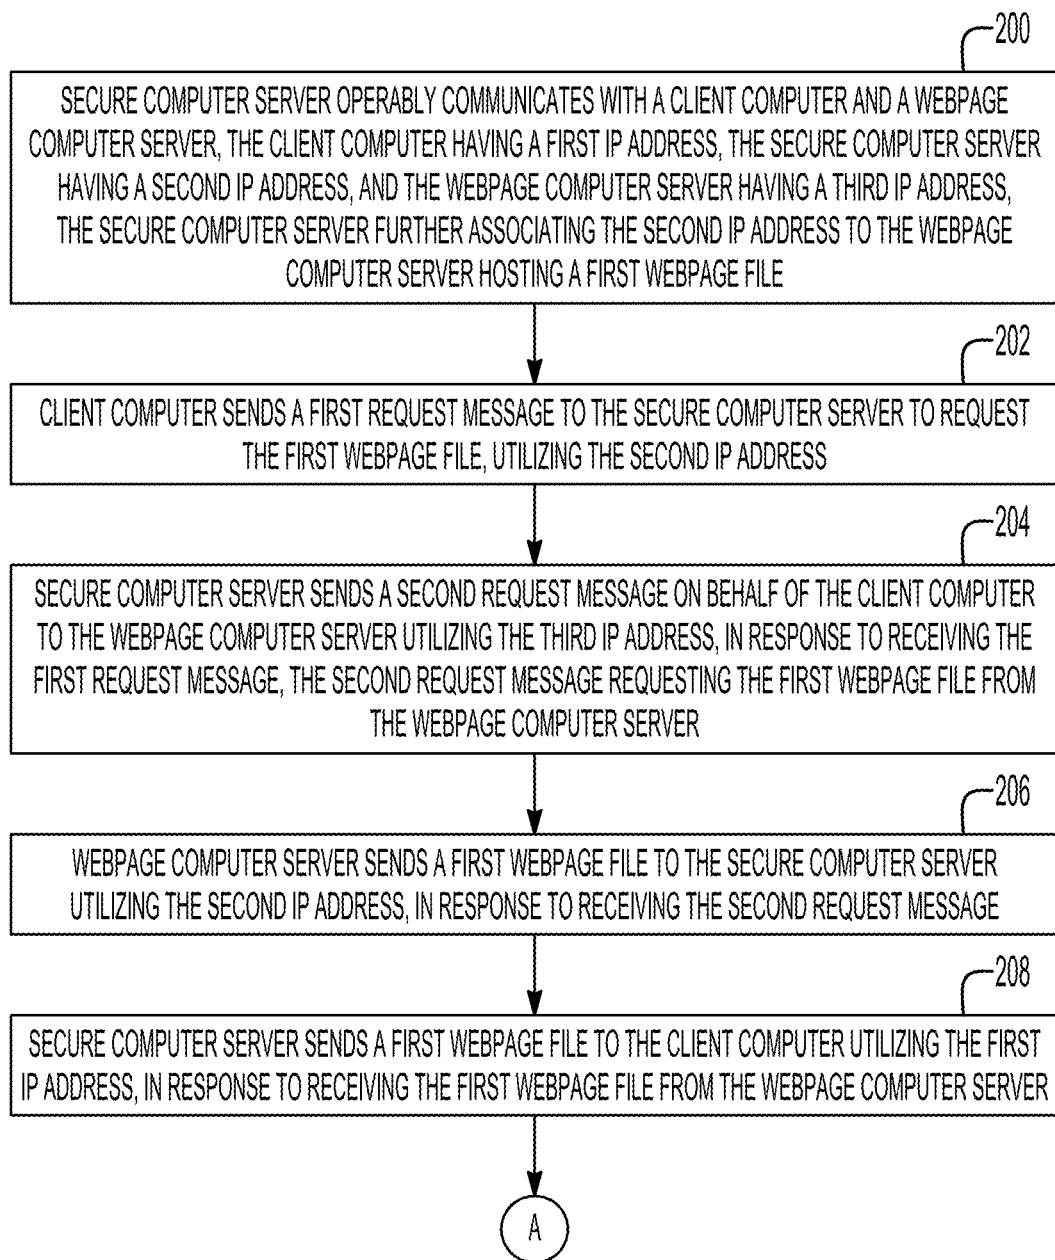 200
SECURE COMPUTER SERVER OPERABLY COMMUNICATES WITH A CLIENT COMPUTER AND A WEBPAGE
COMPUTER SERVER, THE CLIENT COMPUTER HAVING A FIRST IP ADDRESS, THE SECURE COMPUTER SERVER
HAVING A SECOND IP ADDRESS, AND THE WEBPAGE COMPUTER SERVER HAVING A THIRD IP ADDRESS,
THE SECURE COMPUTER SERVER FURTHER ASSOCIATING THE SECOND IP ADDRESS TO THE WEBPAGE
COMPUTER SERVER HOSTING A FIRST WEBPAGE FILE
202
CLIENT COMPUTER SENDS A FIRST REQUEST MESSAGE TO THE SECURE COMPUTER SERVER TO REQUEST
THE FIRST WEBPAGE FILE, UTILIZING THE SECOND IP ADDRESS
204
SECURE COMPUTER SERVER SENDS A SECOND REQUEST MESSAGE ON BEHALF OF THE CLIENT COMPUTER
TO THE WEBPAGE COMPUTER SERVER UTILIZING THE THIRD IP ADDRESS, IN RESPONSE TO RECEIVING THE
FIRST REQUEST MESSAGE, THE SECOND REQUEST MESSAGE REQUESTING THE FIRST WEBPAGE FILE FROM
THE WEBPAGE COMPUTER SERVER
206
WEBPAGE COMPUTER SERVER SENDS A FIRST WEBPAGE FILE TO THE SECURE COMPUTER SERVER
UTILIZING THE SECOND IP ADDRESS, IN RESPONSE TO RECEIVING THE SECOND REQUEST MESSAGE
208
SECURE COMPUTER SERVER SENDS A FIRST WEBPAGE FILE TO THE CLIENT COMPUTER UTILIZING THE FIRST
IP ADDRESS, IN RESPONSE TO RECEIVING THE FIRST WEBPAGE FILE FROM THE WEBPAGE COMPUTER SERVER
A